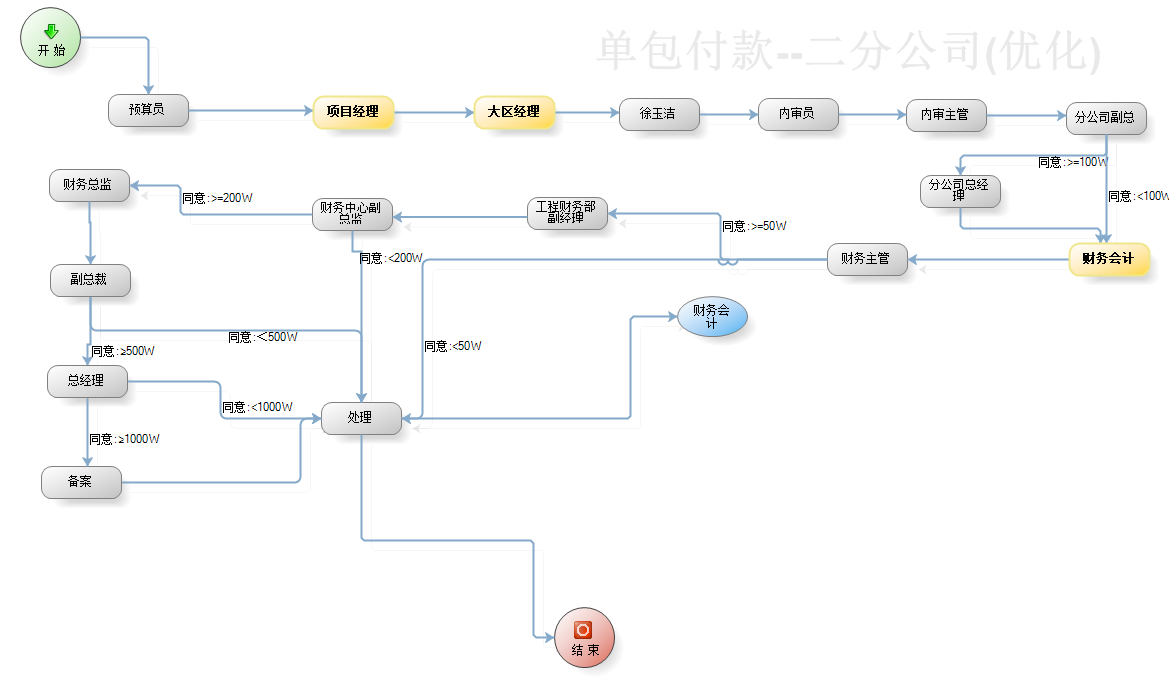 单包付款--二分公司(优化)
开 始
预算员
项目经理
大区经理
徐玉洁
内审员
内审主管
分公司副总
同意:>=100W
同意:<100W
分公司总经
理
财务会计
财务主管
同意:>=50W
同意:<50W
工程财务部
副经理
财务中心副
总监
同意:>=200W
同意:<200W
财务总监
副总裁
同意:<500W
同意:≥500W
总经理
同意:<1000W
同意:≥1000W
备案
处理
财务会
计
结 束